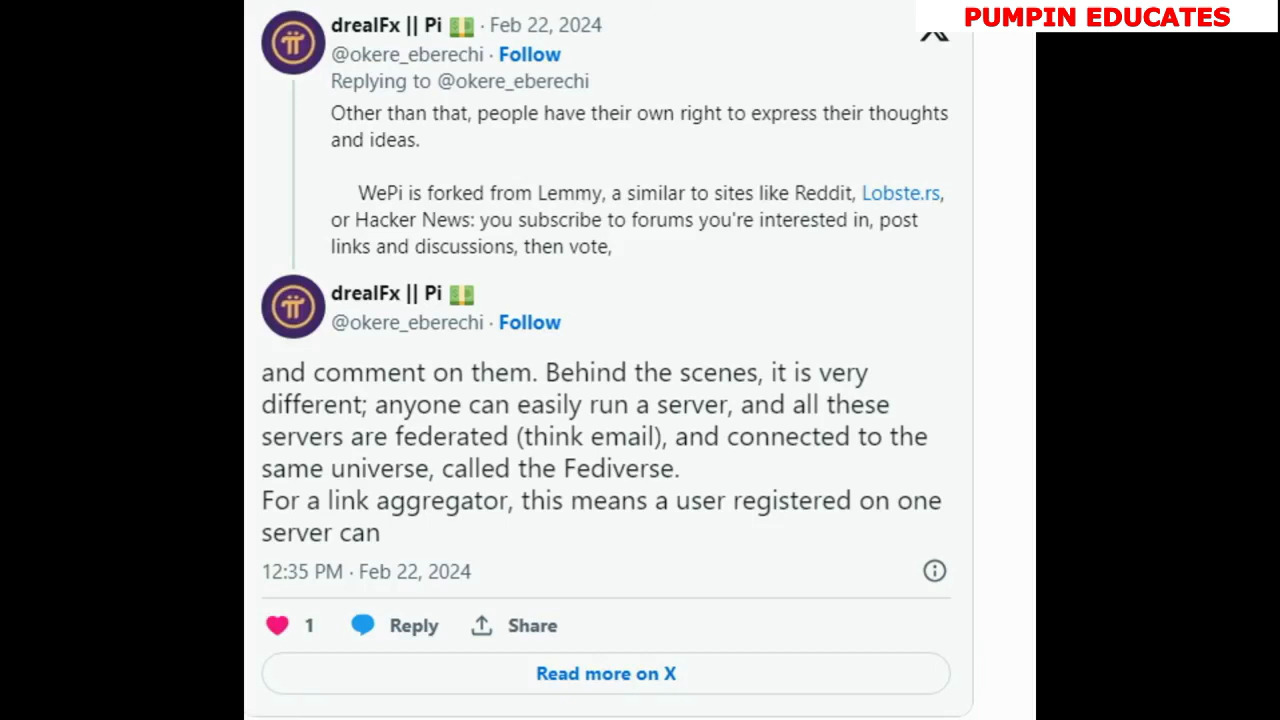 PUMPIN EDUCATES
drealFx || Pi 💵 · Feb 22, 2024
@okere_eberechi · Follow
Replying to @okere_eberechi
Other than that, people have their own right to express their thoughts
and ideas.
WePi is forked from Lemmy, a similar to sites like Reddit, Lobste.rs,
or Hacker News: you subscribe to forums you're interested in, post
links and discussions, then vote,
drealFx || Pi 💵
@okere_eberechi · Follow
and comment on them. Behind the scenes, it is very
different; anyone can easily run a server, and all these
servers are federated (think email), and connected to the
same universe, called the Fediverse.
For a link aggregator, this means a user registered on one
server can
12:35 PM · Feb 22, 2024
1 Reply Share
Read more on X